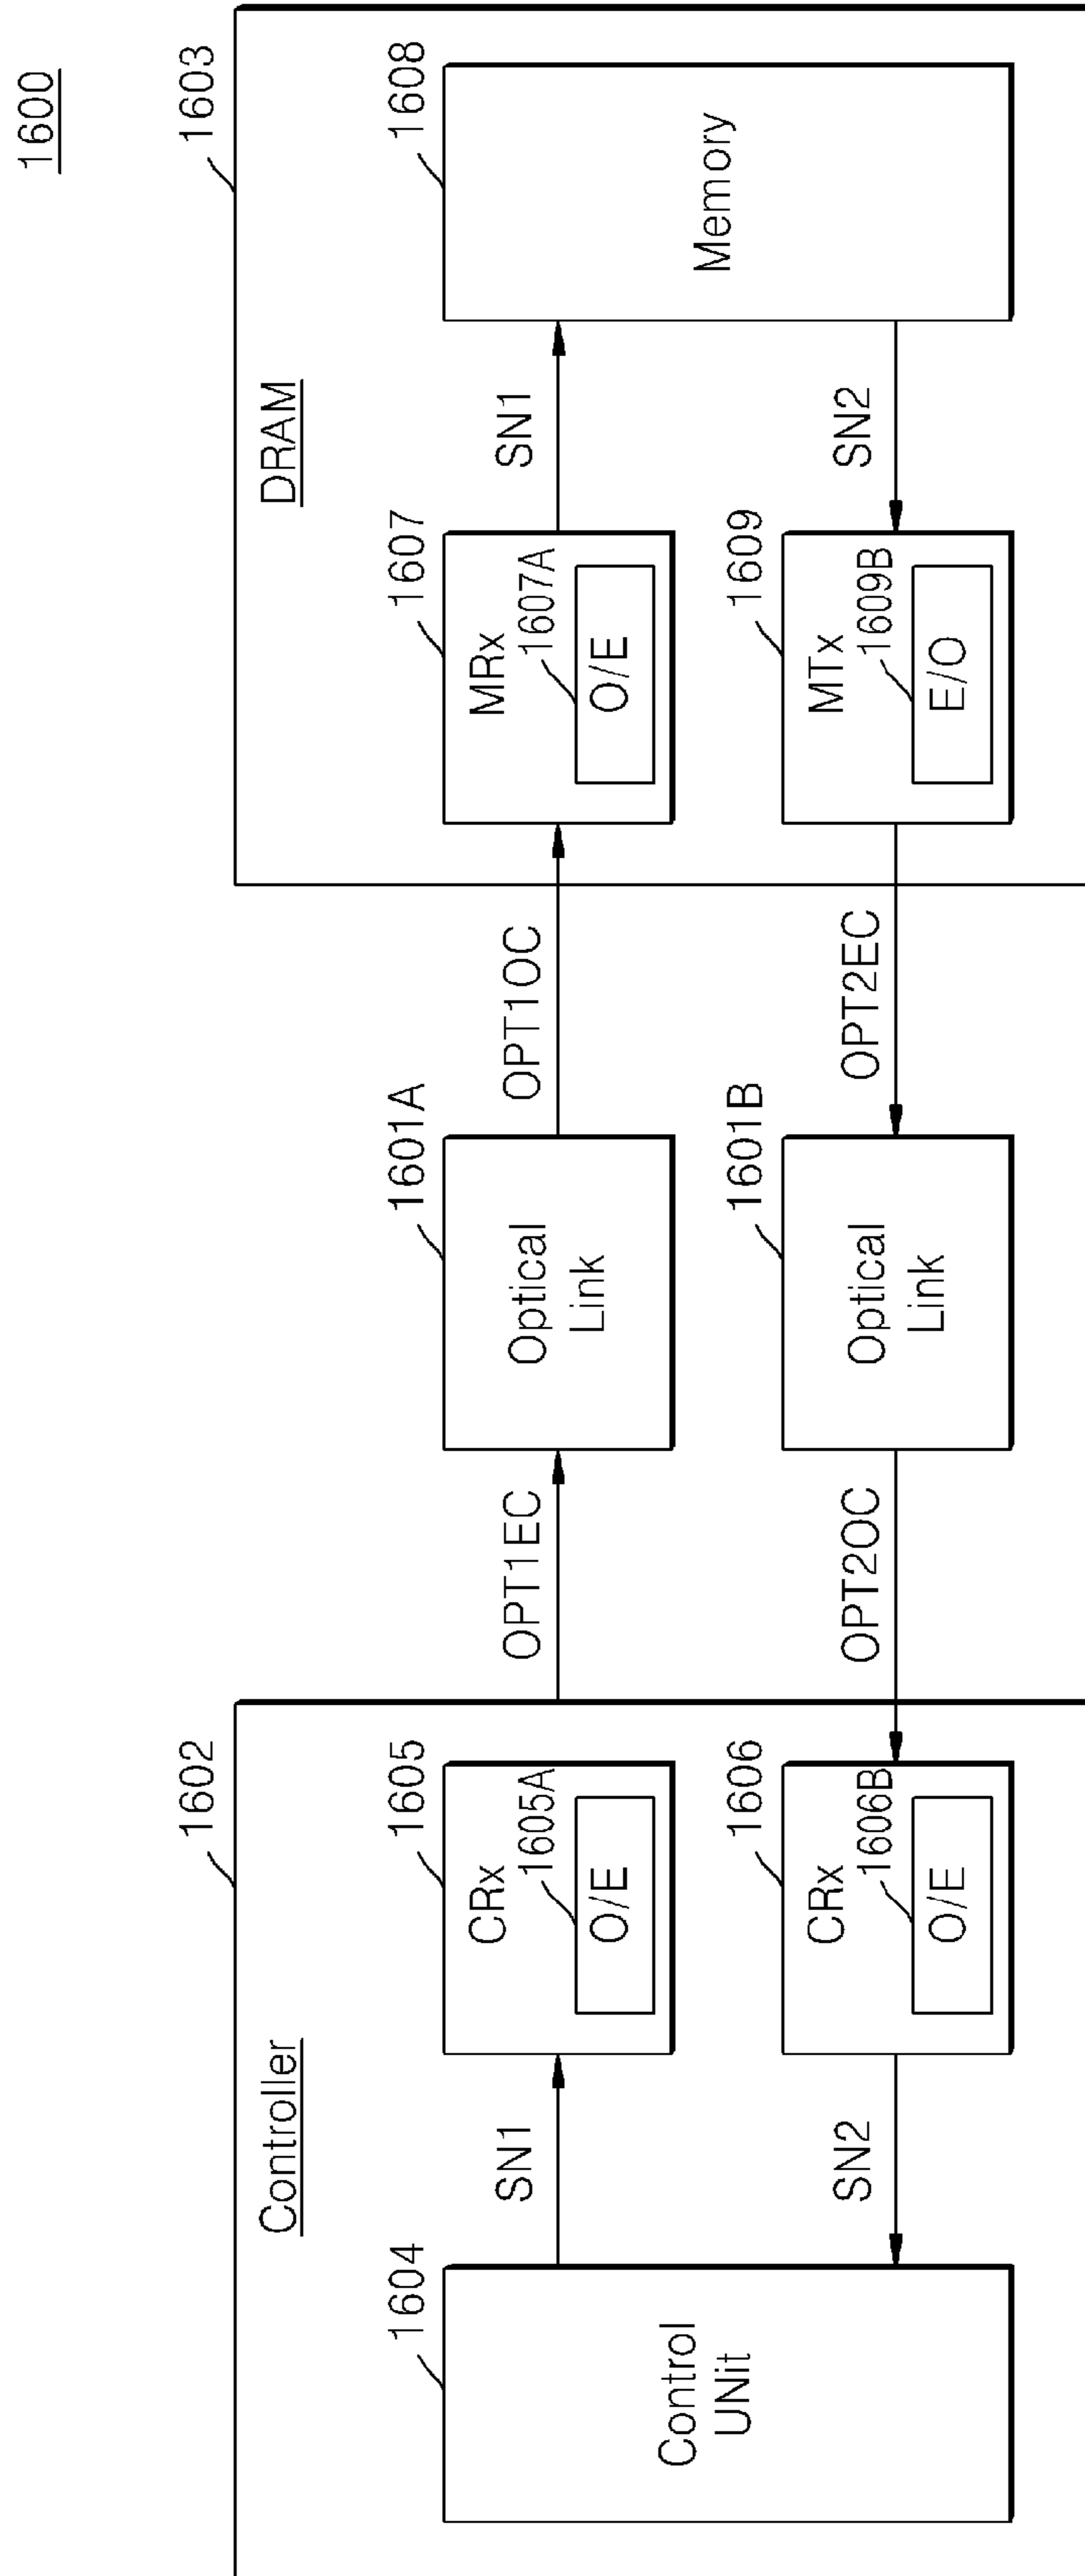 1600
1602
Controller
1604
Control
UNit
SN1
SN2
1605
CRx
1605A
O/E
1606
CRx
1606B
O/E
OPT1EC
OPT2OC
1601A
Optical
Link
1601B
Optical
Link
OPT1OC
OPT2EC
1603
DRAM
1607
MRx
1607A
O/E
1609
MTx
1609B
E/O
SN1
SN2
1608
Memory